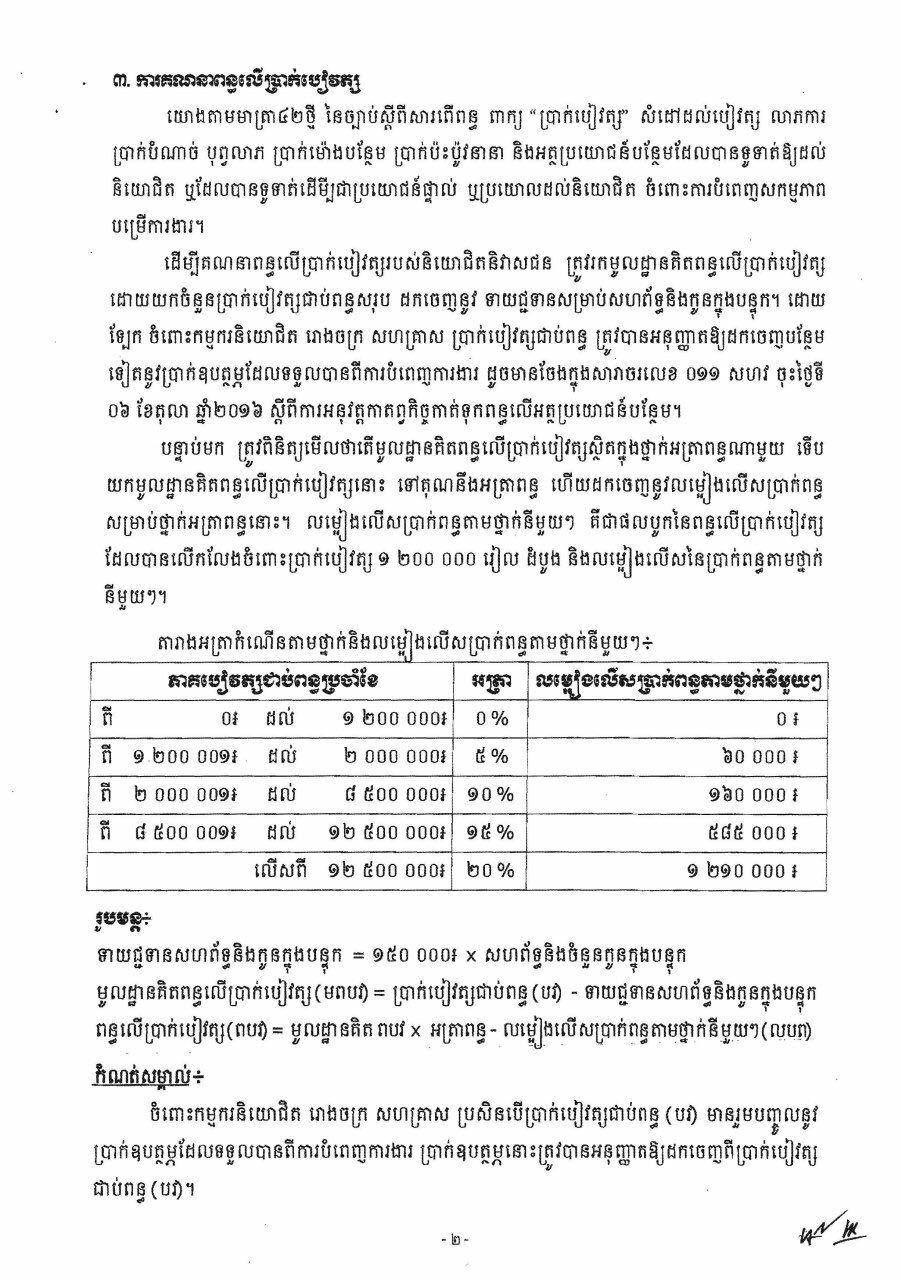 ៣. ការគណនាពន្ធលើប្រាក់បៀវត្ស
យោងតាមមាត្រា៤២ថ្មី នៃច្បាប់ស្តីពីសារពើពន្ធ ពាក្យ “ប្រាក់បៀវត្ស” សំដៅដល់បៀវត្ស លាភការ
ប្រាក់បំណាច់ បុព្វលាភ ប្រាក់ម៉ោងបន្ថែម ប្រាក់ប៉ះប៉ូវនានា និងអត្ថប្រយោជន៍បន្ថែមដែលបានទូទាត់ឱ្យដល់
និយោជិត ឬដែលបានទូទាត់ដើម្បីជាប្រយោជន៍ផ្ទាល់ ឬប្រយោលដល់និយោជិត ចំពោះការបំពេញសកម្មភាព
បម្រើការងារ។
ដើម្បីគណនាពន្ធលើប្រាក់បៀវត្សរបស់និយោជិតនិវាសជន ត្រូវរកមូលដ្ឋានគិតពន្ធលើប្រាក់បៀវត្ស
ដោយយកចំនួនប្រាក់បៀវត្សជាប់ពន្ធសរុប ដកចេញនូវ ទាយជ្ជទានសម្រាប់សហព័ទ្ធនិងកូនក្នុងបន្ទុក។ ដោយ
ឡែក ចំពោះកម្មករនិយោជិត រោងចក្រ សហគ្រាស ប្រាក់បៀវត្សជាប់ពន្ធ ត្រូវបានអនុញ្ញាតឱ្យដកចេញបន្ថែម
ទៀតនូវប្រាក់ឧបត្ថម្ភដែលទទួលបានពីការបំពេញការងារ ដូចមានចែងក្នុងសារាចរលេខ ០១១ សហវ ចុះថ្ងៃទី
០៦ ខែតុលា ឆ្នាំ២០១៦ ស្តីពីការអនុវត្តកាតព្វកិច្ចកាត់ទុកពន្ធលើអត្ថប្រយោជន៍បន្ថែម។
បន្ទាប់មក ត្រូវពិនិត្យមើលថាតើមូលដ្ឋានគិតពន្ធលើប្រាក់បៀវត្សស្ថិតក្នុងថ្នាក់អត្រាពន្ធណាមួយ ទើប
យកមូលដ្ឋានគិតពន្ធលើប្រាក់បៀវត្សនោះ ទៅគុណនឹងអត្រាពន្ធ ហើយដកចេញនូវលម្អៀងលើសប្រាក់ពន្ធ
សម្រាប់ថ្នាក់អត្រាពន្ធនោះ។ លម្អៀងលើសប្រាក់ពន្ធតាមថ្នាក់នីមួយៗ គឺជាផលបូកនៃពន្ធលើប្រាក់បៀវត្ស
ដែលបានលើកលែងចំពោះប្រាក់បៀវត្ស ១ ២០០ ០០០ រៀល ដំបូង និងលម្អៀងលើសនៃប្រាក់ពន្ធតាមថ្នាក់
នីមួយៗ។
តារាងអត្រាកំណើនតាមថ្នាក់និងលម្អៀងលើសប្រាក់ពន្ធតាមថ្នាក់នីមួយៗ÷
ភាគបៀវត្សជាប់ពន្ធប្រចាំខែ អត្រា លម្អៀងលើសប្រាក់ពន្ធតាមថ្នាក់នីមួយៗ
ពី ០៛ ដល់ ១ ២០០ ០០០៛ ០% ០៛
ពី ១ ២០០ ០០១៛ ដល់ ២ ០០០ ០០០៛ ៥% ៦០ ០០០៛
ពី ២ ០០០ ០០១៛ ដល់ ៨ ៥០០ ០០០៛ ១០% ១៦០ ០០០៛
ពី ៨ ៥០០ ០០១៛ ដល់ ១២ ៥០០ ០០០៛ ១៥% ៥៨៥ ០០០៛
លើសពី ១២ ៥០០ ០០០៛ ២០% ១ ២១០ ០០០៛
រូបមន្ត÷
ទាយជ្ជទានសហព័ទ្ធនិងកូនក្នុងបន្ទុក = ១៥០ ០០០៛ x សហព័ទ្ធនិងចំនួនកូនក្នុងបន្ទុក
មូលដ្ឋានគិតពន្ធលើប្រាក់បៀវត្ស(មពបវ) = ប្រាក់បៀវត្សជាប់ពន្ធ(បវ) - ទាយជ្ជទានសហព័ទ្ធនិងកូនក្នុងបន្ទុក
ពន្ធលើប្រាក់បៀវត្ស(ពបវ) = មូលដ្ឋានគិត ពបវ x អត្រាពន្ធ - លម្អៀងលើសប្រាក់ពន្ធតាមថ្នាក់នីមួយៗ(លបព)
កំណត់សម្គាល់÷
ចំពោះកម្មករនិយោជិត រោងចក្រ សហគ្រាស ប្រសិនបើប្រាក់បៀវត្សជាប់ពន្ធ (បវ) មានរួមបញ្ចូលនូវ
ប្រាក់ឧបត្ថម្ភដែលទទួលបានពីការបំពេញការងារ ប្រាក់ឧបត្ថម្ភនោះត្រូវបានអនុញ្ញាតឱ្យដកចេញពីប្រាក់បៀវត្ស
ជាប់ពន្ធ (បវ)។
- ២ -